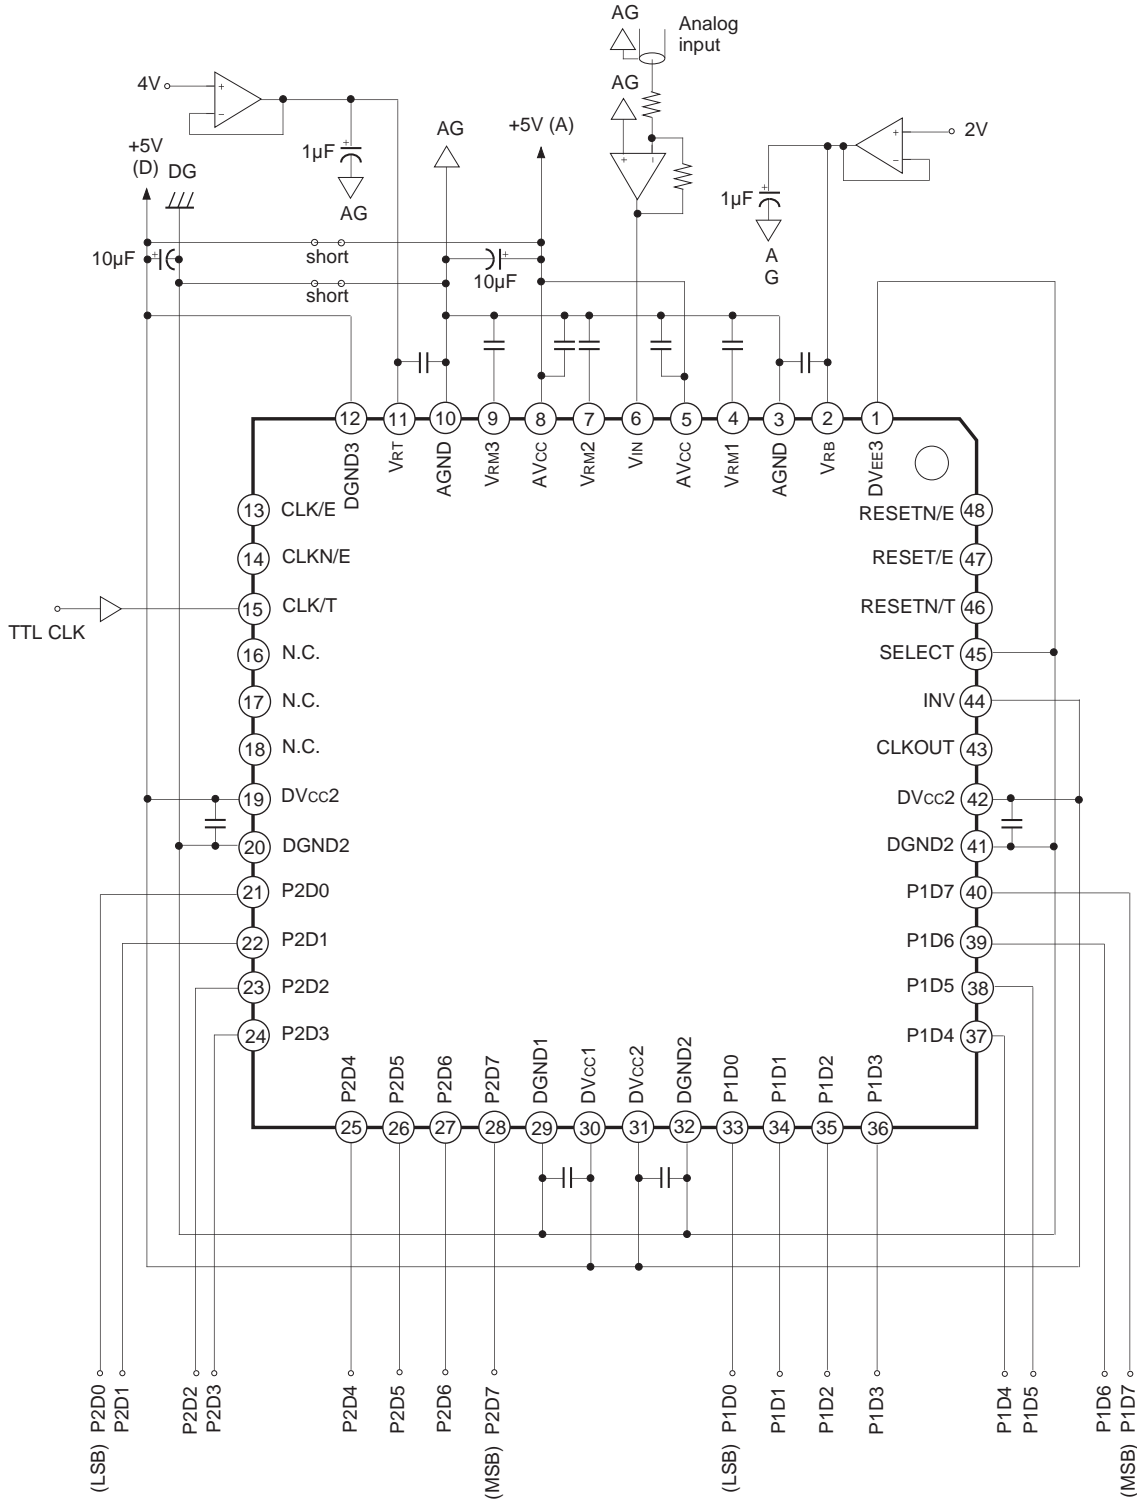 AG
Analog
input
4V
AG
AG
+5V (A)
2V
+5V
(D)
DG
1µF
AG
1µF
A
G
10µF
short
10µF
short
12
11
10
9
8
7
6
5
4
3
2
1
DGND3
VRT
AGND
VRM3
AVCC
VRM2
VIN
AVCC
VRM1
AGND
VRB
DVEE3
13 CLK/E
14 CLKN/E
15 CLK/T
TTL CLK
16 N.C.
17 N.C.
18 N.C.
19 DVCC2
20 DGND2
21 P2D0
22 P2D1
23 P2D2
24 P2D3
RESETN/E 48
RESET/E 47
RESETN/T 46
SELECT 45
INV 44
CLKOUT 43
DVCC2 42
DGND2 41
P1D7 40
P1D6 39
P1D5 38
P1D4 37
P2D4
P2D5
P2D6
P2D7
DGND1
DVCC1
DVCC2
DGND2
P1D0
P1D1
P1D2
P1D3
25
26
27
28
29
30
31
32
33
34
35
36
(LSB) P2D0
P2D1
P2D2
P2D3
P2D4
P2D5
P2D6
(MSB) P2D7
(LSB) P1D0
P1D1
P1D2
P1D3
P1D4
P1D5
P1D6
(MSB) P1D7